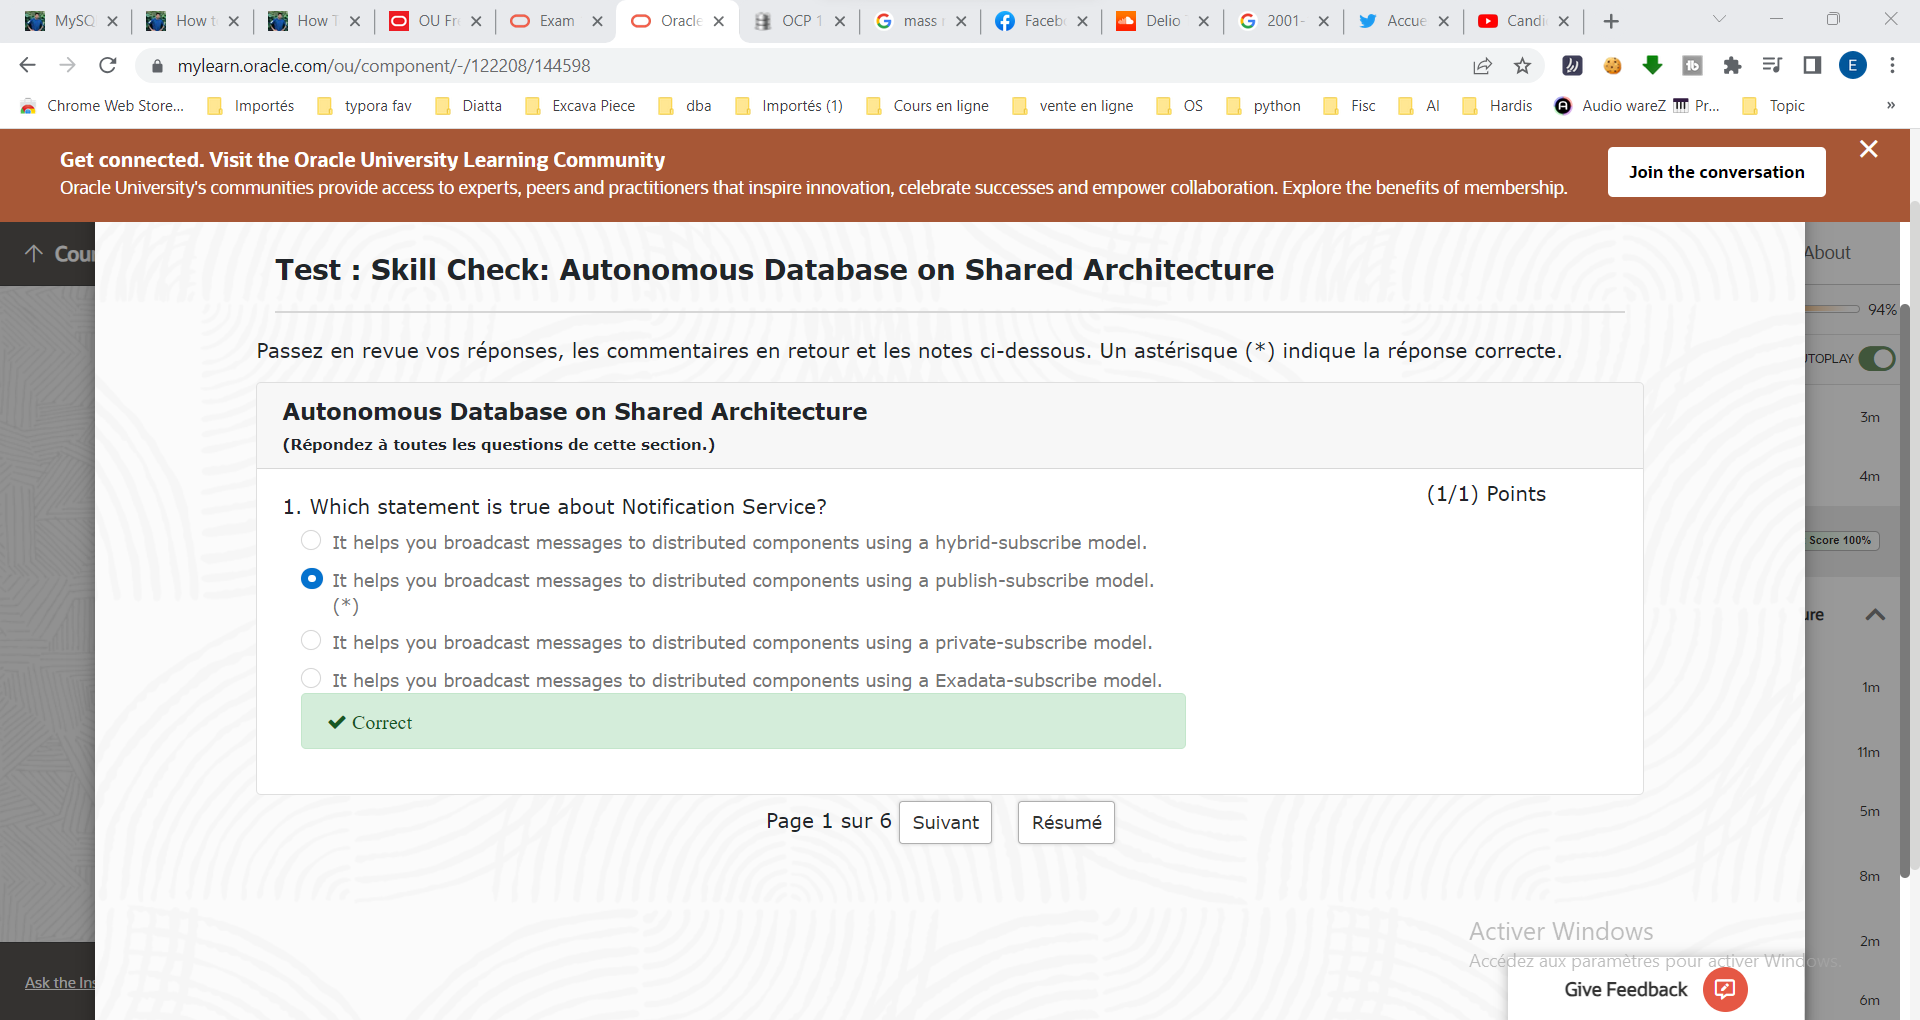 MySQ
How t
How T
OU Fr
Exam
Oracle
OCP 1
mass
Faceb
Delio
2001-
Accue
Candi
mylearn.oracle.com/ou/component/-/122208/144598
E
Chrome Web Store...
Importés
typora fav
Diatta
Excava Piece
dba
Importés (1)
Cours en ligne
vente en ligne
OS
python
Fisc
AI
Hardis
Audio wareZ
Pr...
Topic
»
Get connected. Visit the Oracle University Learning Community
Oracle University's communities provide access to experts, peers and practitioners that inspire innovation, celebrate successes and empower collaboration. Explore the benefits of membership.
Join the conversation
Cour
About
Test : Skill Check: Autonomous Database on Shared Architecture
94%
Passez en revue vos réponses, les commentaires en retour et les notes ci-dessous. Un astérisque (*) indique la réponse correcte.
TOPLAY
Autonomous Database on Shared Architecture
(Répondez à toutes les questions de cette section.)
3m
4m
(1/1) Points
1. Which statement is true about Notification Service?
It helps you broadcast messages to distributed components using a hybrid-subscribe model.
Score 100%
It helps you broadcast messages to distributed components using a publish-subscribe model.
(*)
ure
It helps you broadcast messages to distributed components using a private-subscribe model.
It helps you broadcast messages to distributed components using a Exadata-subscribe model.
1m
Correct
11m
5m
Page 1 sur 6
Suivant
Résumé
8m
Activer Windows
2m
Accédez aux paramètres pour activer Windows.
Ask the Ins
Give Feedback
6m